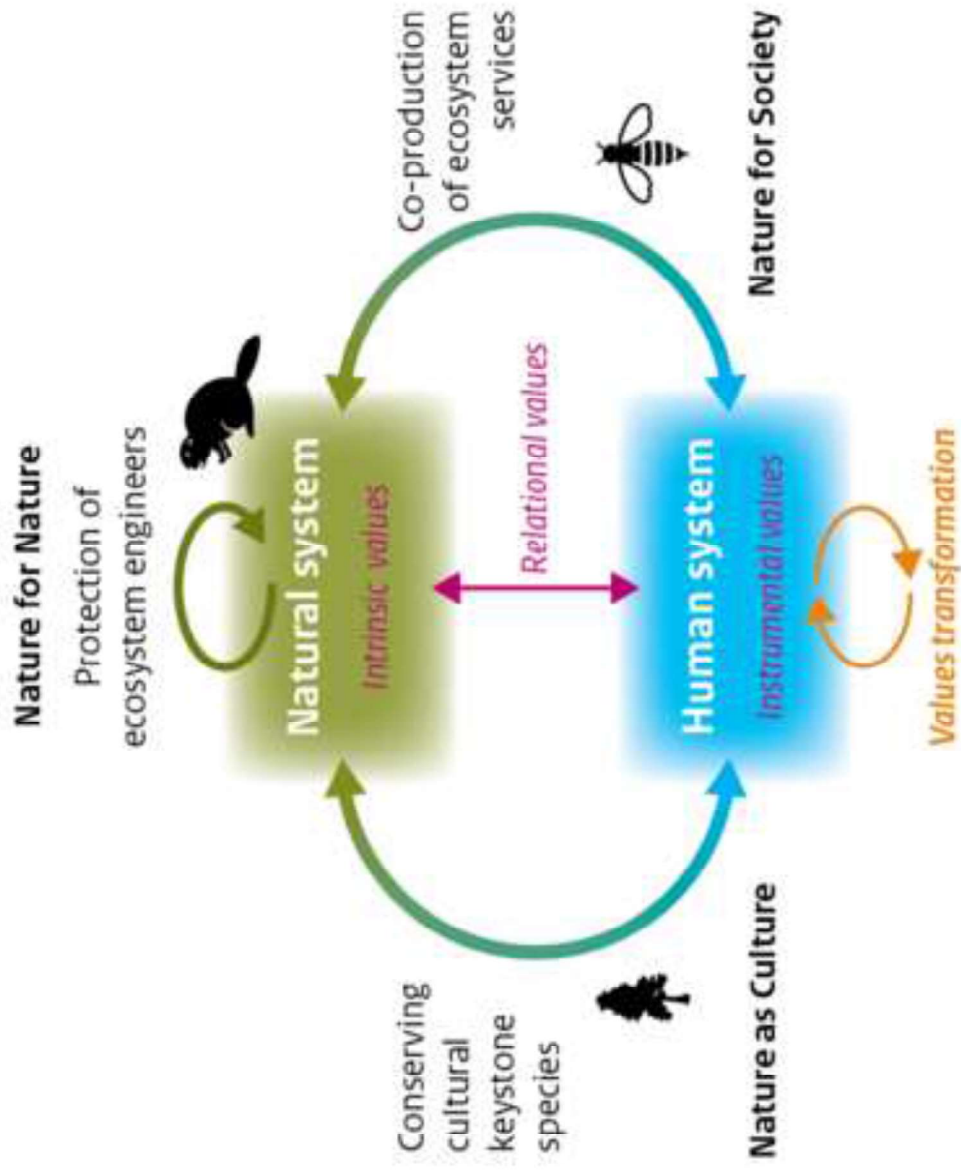 Nature for Nature
Protection of
ecosystem engineers
Natural system
Intrinsic values
Conserving
cultural
keystone
species
Co-production
of ecosystem
services
Relational values
Human system
Instrumental values
Nature as Culture
Nature for Society
Values transformation